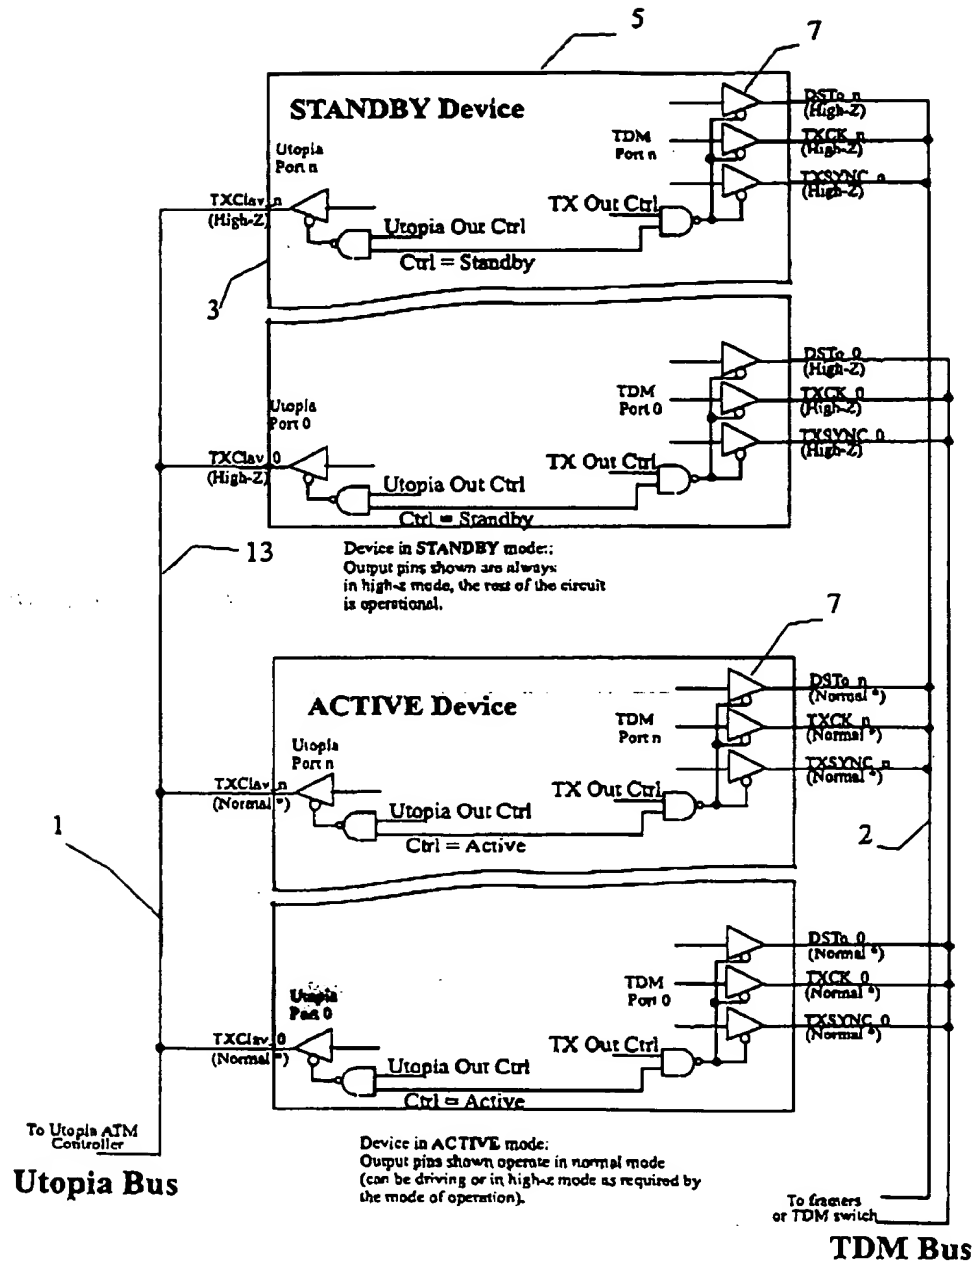 5
7
STANDBY Device
DSTo_n
(High-Z)
Utopia
Port n
TDM
Port n
TXCK_n
(High-Z)
TXClav_n
(High-Z)
TXSYNC_n
(High-Z)
TX Out Ctrl
Utopia Out Ctrl
Ctrl = Standby
3
DSTo_0
(High-Z)
Utopia
Port 0
TDM
Port 0
TXCK_0
(High-Z)
TXClav_0
(High-Z)
TXSYNC_0
(High-Z)
TX Out Ctrl
Utopia Out Ctrl
Ctrl = Standby
13
Device in STANDBY mode:;
Output pins shown are always
in high-z mode, the rest of the circuit
is operational.
7
ACTIVE Device
DSTo_n
(Normal *)
Utopia
Port n
TDM
Port n
TXCK_n
(Normal *)
TXClav_n
(Normal *)
TXSYNC_n
(Normal *)
TX Out Ctrl
Utopia Out Ctrl
Ctrl = Active
1
2
DSTo_0
(Normal *)
Utopia
Port 0
TDM
Port 0
TXCK_0
(Normal *)
TXClav_0
(Normal *)
TXSYNC_0
(Normal *)
TX Out Ctrl
Utopia Out Ctrl
Ctrl = Active
To Utopia ATM
Controller
Utopia Bus
Device in ACTIVE mode:
Output pins shown operate in normal mode
(can be driving or in high-z mode as required by
the mode of operation).
To framers
or TDM switch
TDM Bus